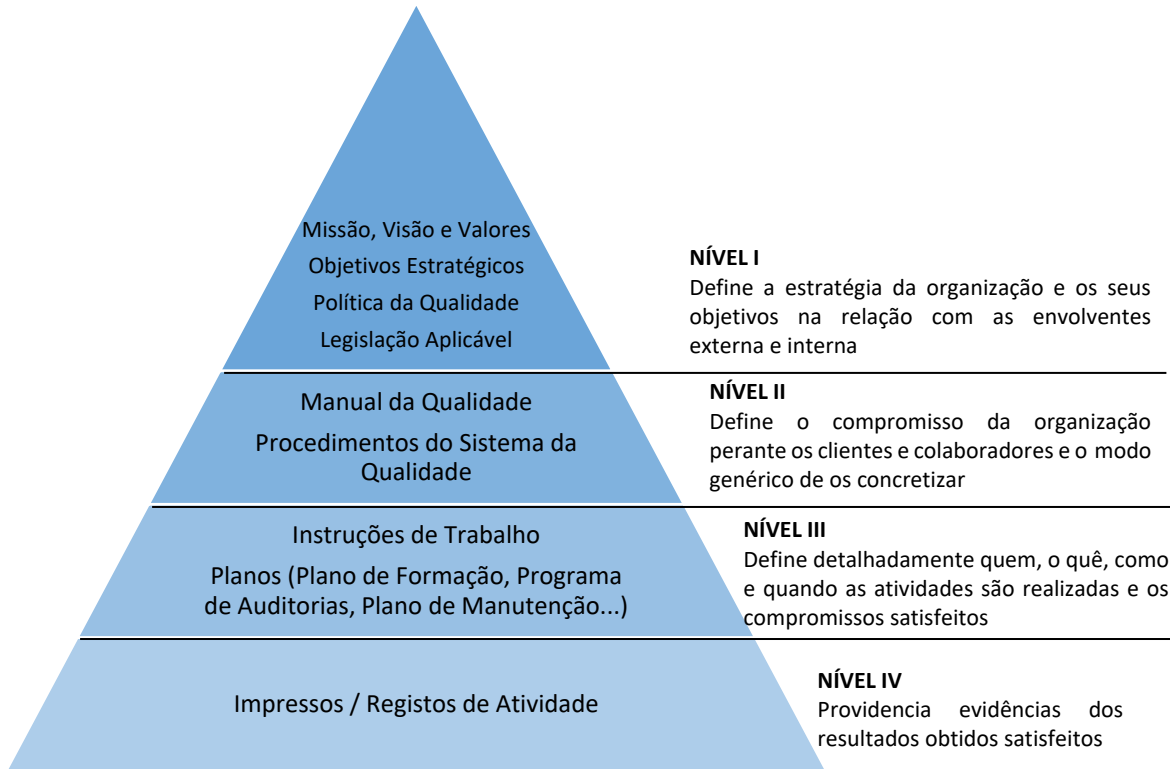 Missão, Visão e Valores
Objetivos Estratégicos
Política da Qualidade
Legislação Aplicável
NÍVEL I
Define a estratégia da organização e os seus
objetivos na relação com as envolventes
externa e interna
Manual da Qualidade
Procedimentos do Sistema da
Qualidade
NÍVEL II
Define o compromisso da organização
perante os clientes e colaboradores e o modo
genérico de os concretizar
Instruções de Trabalho
Planos (Plano de Formação, Programa
de Auditorias, Plano de Manutenção...)
NÍVEL III
Define detalhadamente quem, o quê, como
e quando as atividades são realizadas e os
compromissos satisfeitos
Impressos / Registos de Atividade
NÍVEL IV
Providencia evidências dos
resultados obtidos satisfeitos